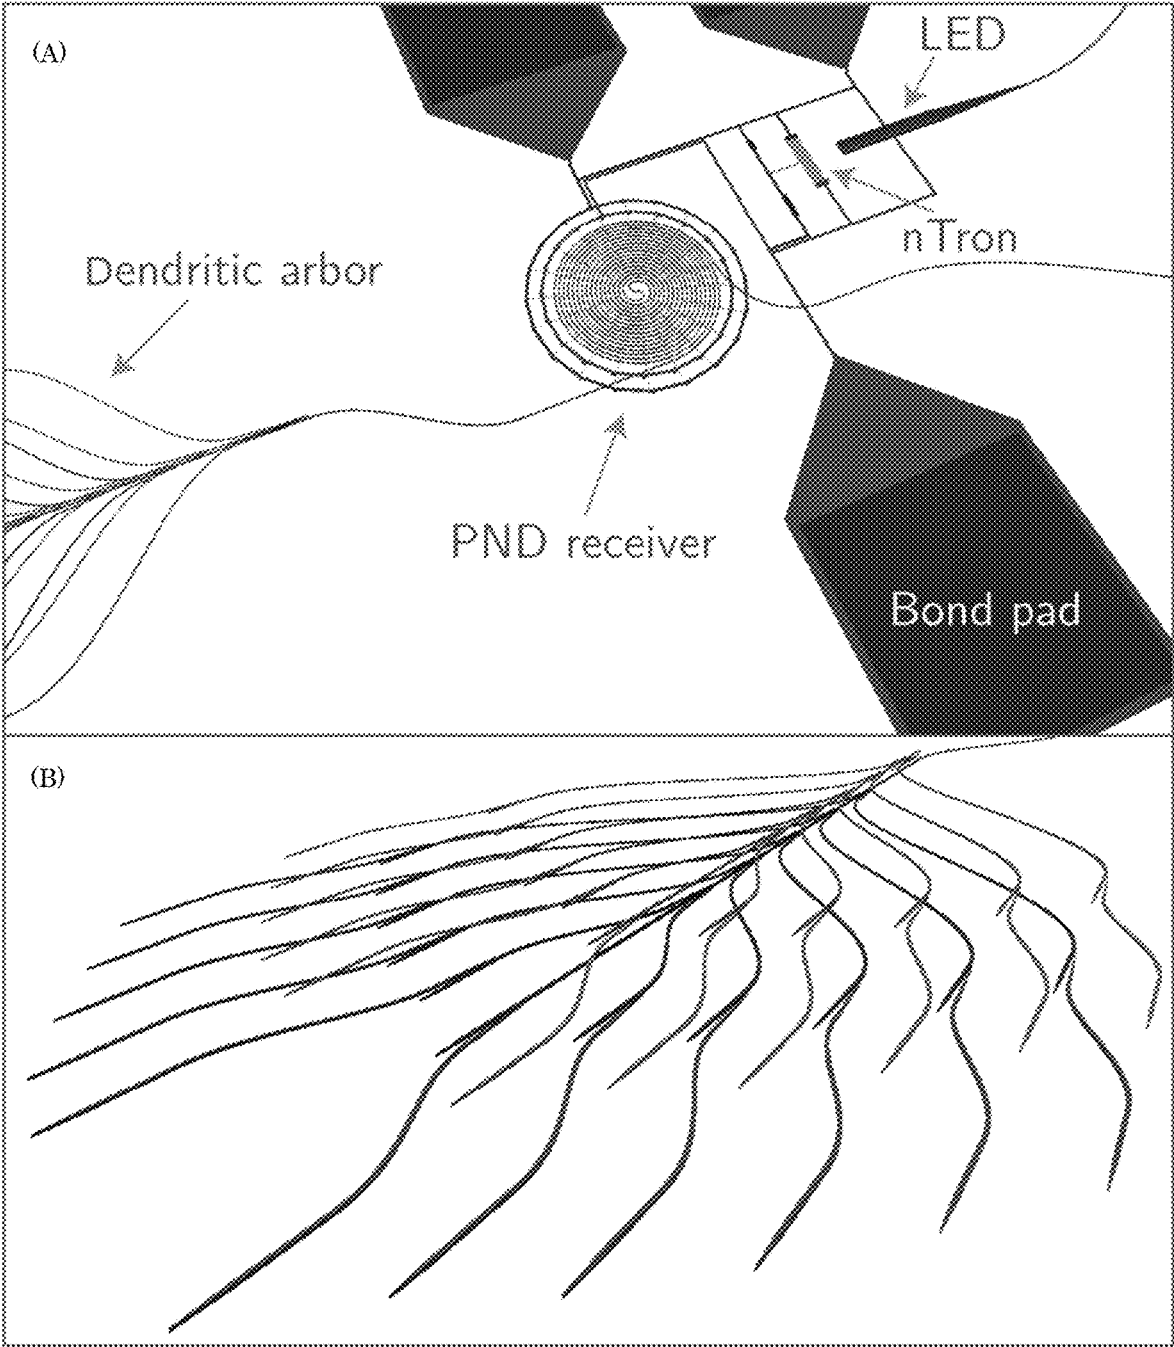 (A)
LED
nTron
Dendritic arbor
PND receiver
Bond pad
(B)